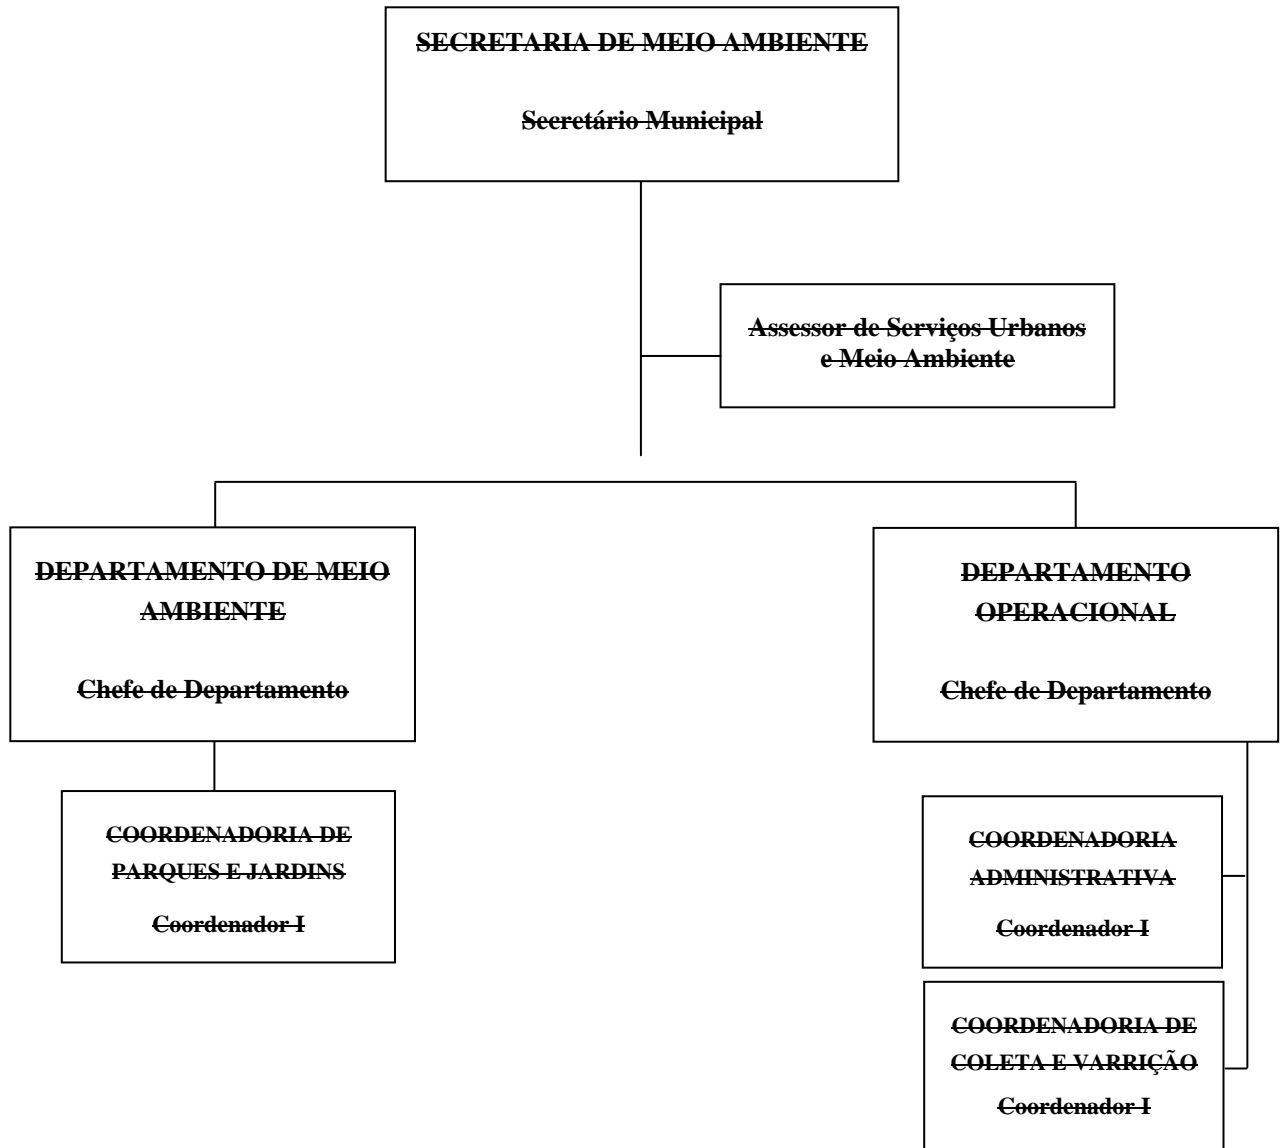 SECRETARIA DE MEIO AMBIENTE
Secretário Municipal
Assessor de Serviços Urbanos
e Meio Ambiente
DEPARTAMENTO DE MEIO
AMBIENTE
Chefe de Departamento
DEPARTAMENTO
OPERACIONAL
Chefe de Departamento
COORDENADORIA DE
PARQUES E JARDINS
Coordenador I
COORDENADORIA
ADMINISTRATIVA
Coordenador I
COORDENADORIA DE
COLETA E VARRIÇÃO
Coordenador I